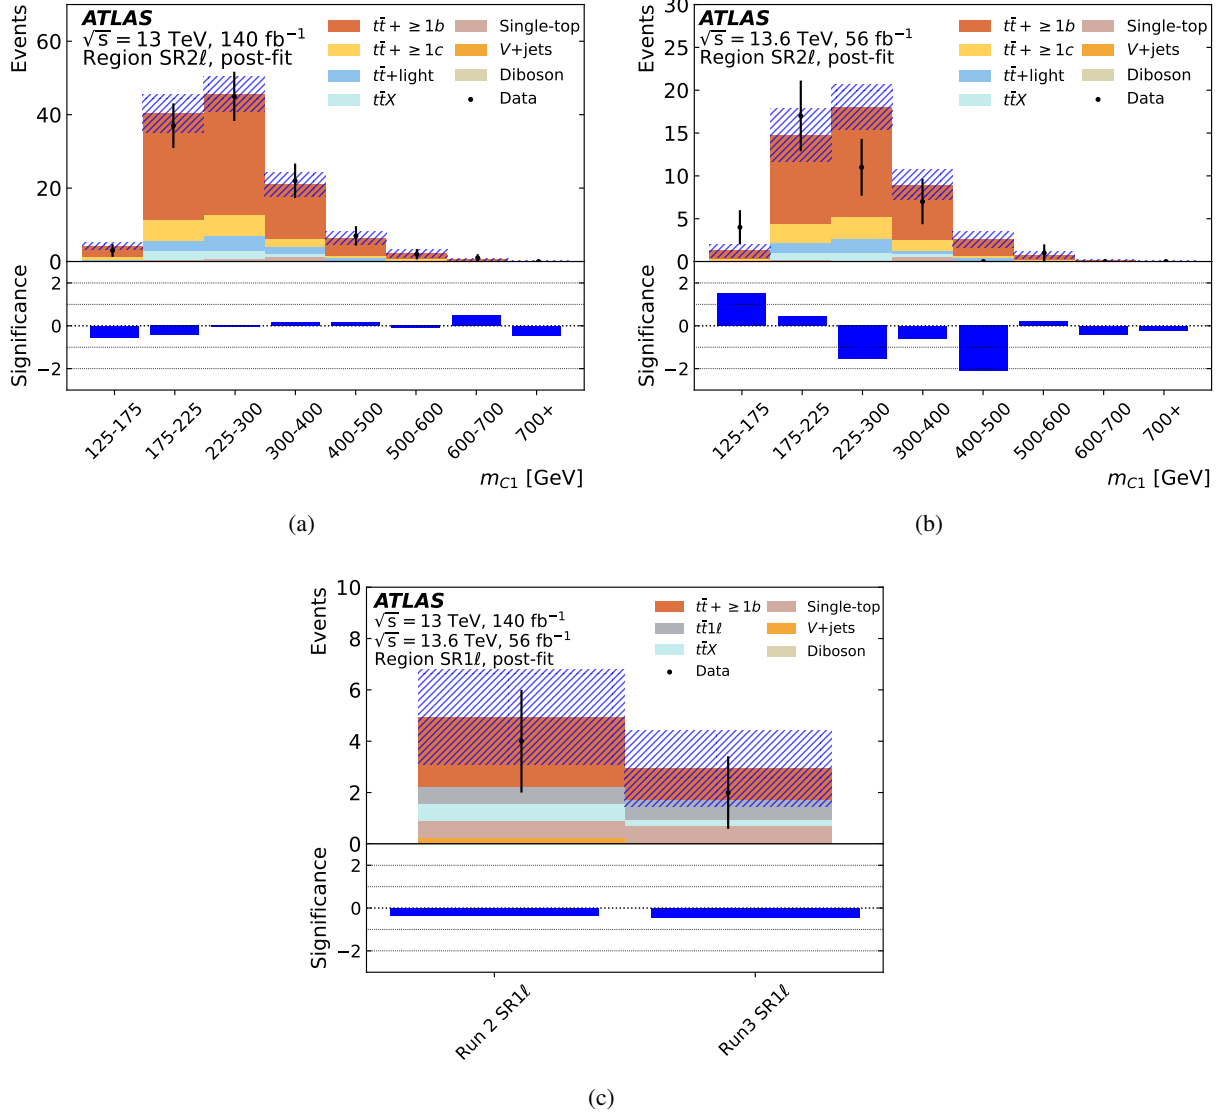 ATLAS
√s = 13 TeV, 140 fb⁻¹
Region SR2ℓ, post-fit
tt̄+ ≥1b
tt̄+ ≥1c
tt̄+light
tt̄X
Single-top
V+jets
Diboson
Data
Events
60
40
20
0
Significance
2
0
−2
125-175
175-225
225-300
300-400
400-500
500-600
600-700
700+
m_C1 [GeV]
(a)
ATLAS
√s = 13.6 TeV, 56 fb⁻¹
Region SR2ℓ, post-fit
tt̄+ ≥1b
tt̄+ ≥1c
tt̄+light
tt̄X
Single-top
V+jets
Diboson
Data
Events
30
25
20
15
10
5
0
Significance
2
0
−2
125-175
175-225
225-300
300-400
400-500
500-600
600-700
700+
m_C1 [GeV]
(b)
ATLAS
√s = 13 TeV, 140 fb⁻¹
√s = 13.6 TeV, 56 fb⁻¹
Region SR1ℓ, post-fit
tt̄+ ≥1b
tt̄1ℓ
tt̄X
Data
Single-top
V+jets
Diboson
Events
10
8
6
4
2
0
Significance
2
0
−2
Run 2 SR1ℓ
Run3 SR1ℓ
(c)